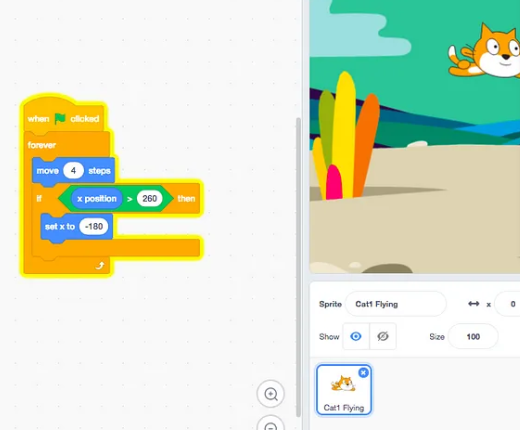 when clicked
forever
move 4 steps
if x position > 260 then
set x to -180
Sprite Cat1 Flying x 0
Show Size 100
Cat1 Flying